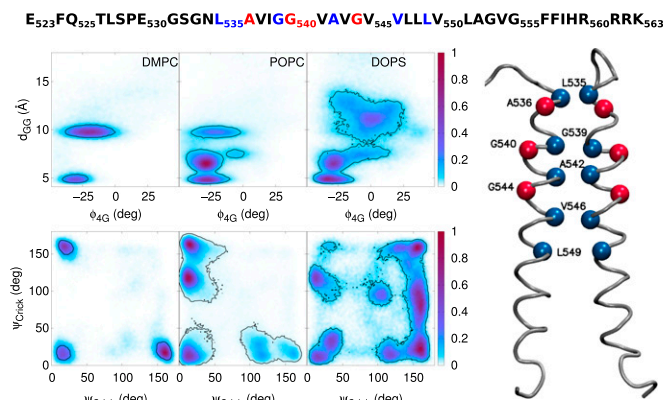 E523FQ525TLSPE530GSGNL535AVIGG540VAVGV545VLLLV550LAGVG555FFIHR560RRK563
DMPC POPC DOPS
15
10
5
dGG (Å)
−25 0 25 −25 0 25 −25 0 25
ϕ4G (deg) ϕ4G (deg) ϕ4G (deg)
1
0.8
0.6
0.4
0.2
0
150
100
50
0
ΨCrick (deg)
0 50 100 150 0 50 100 150 0 50 100 150
1
0.8
0.6
0.4
0.2
0
L535
A536
G539
G540
A542
G544
V546
L549